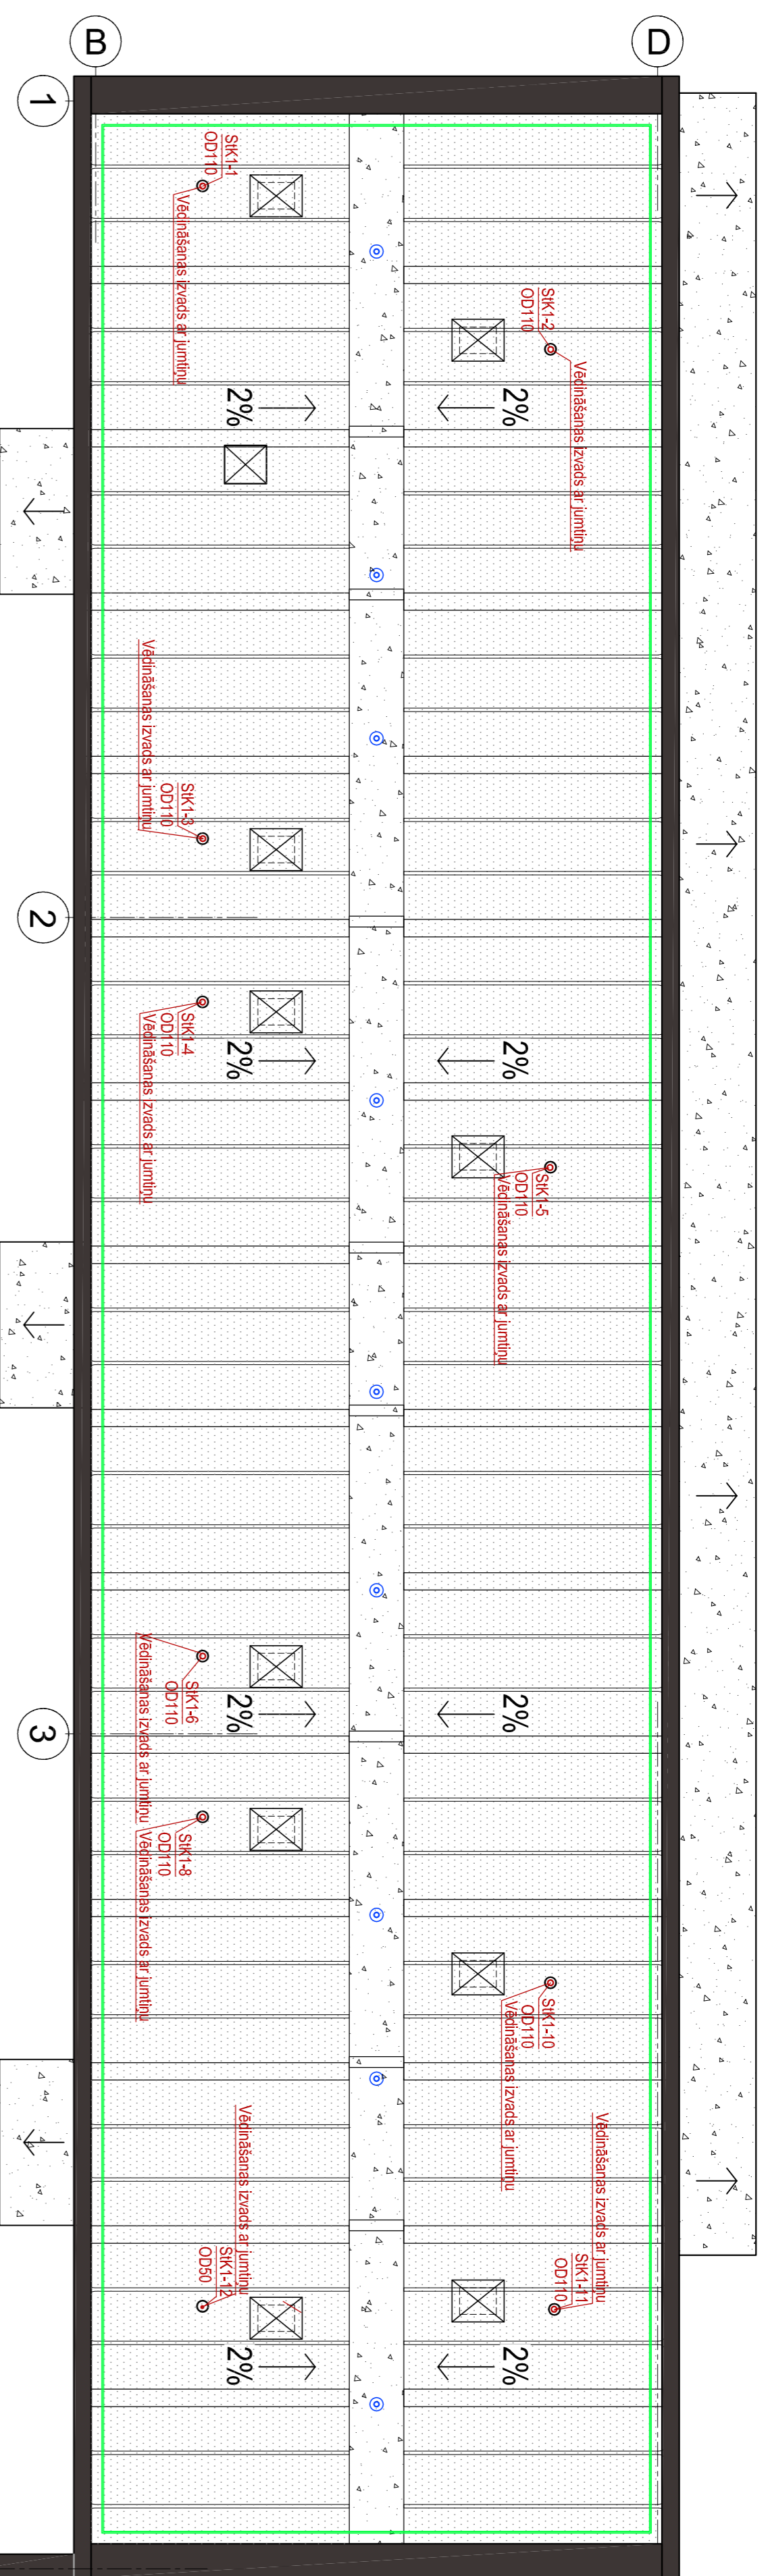 B
D
1
StK1-1
OD110
Vēdināšanas izvads ar jumtiņu
StK1-2
OD110
Vēdināšanas izvads ar jumtiņu
2%
2%
Vēdināšanas izvads ar jumtiņu
StK1-3
OD110
2
StK1-4
OD110
Vēdināšanas izvads ar jumtiņu
2%
2%
StK1-5
OD110
Vēdināšanas izvads ar jumtiņu
Vēdināšanas izvads ar jumtiņu
StK1-6
OD110
2%
2%
3
StK1-8
OD110
Vēdināšanas izvads ar jumtiņu
StK1-10
OD110
Vēdināšanas izvads ar jumtiņu
Vēdināšanas izvads ar jumtiņu
StK1-11
OD110
Vēdināšanas izvads ar jumtiņu
StK1-12
OD50
2%
2%